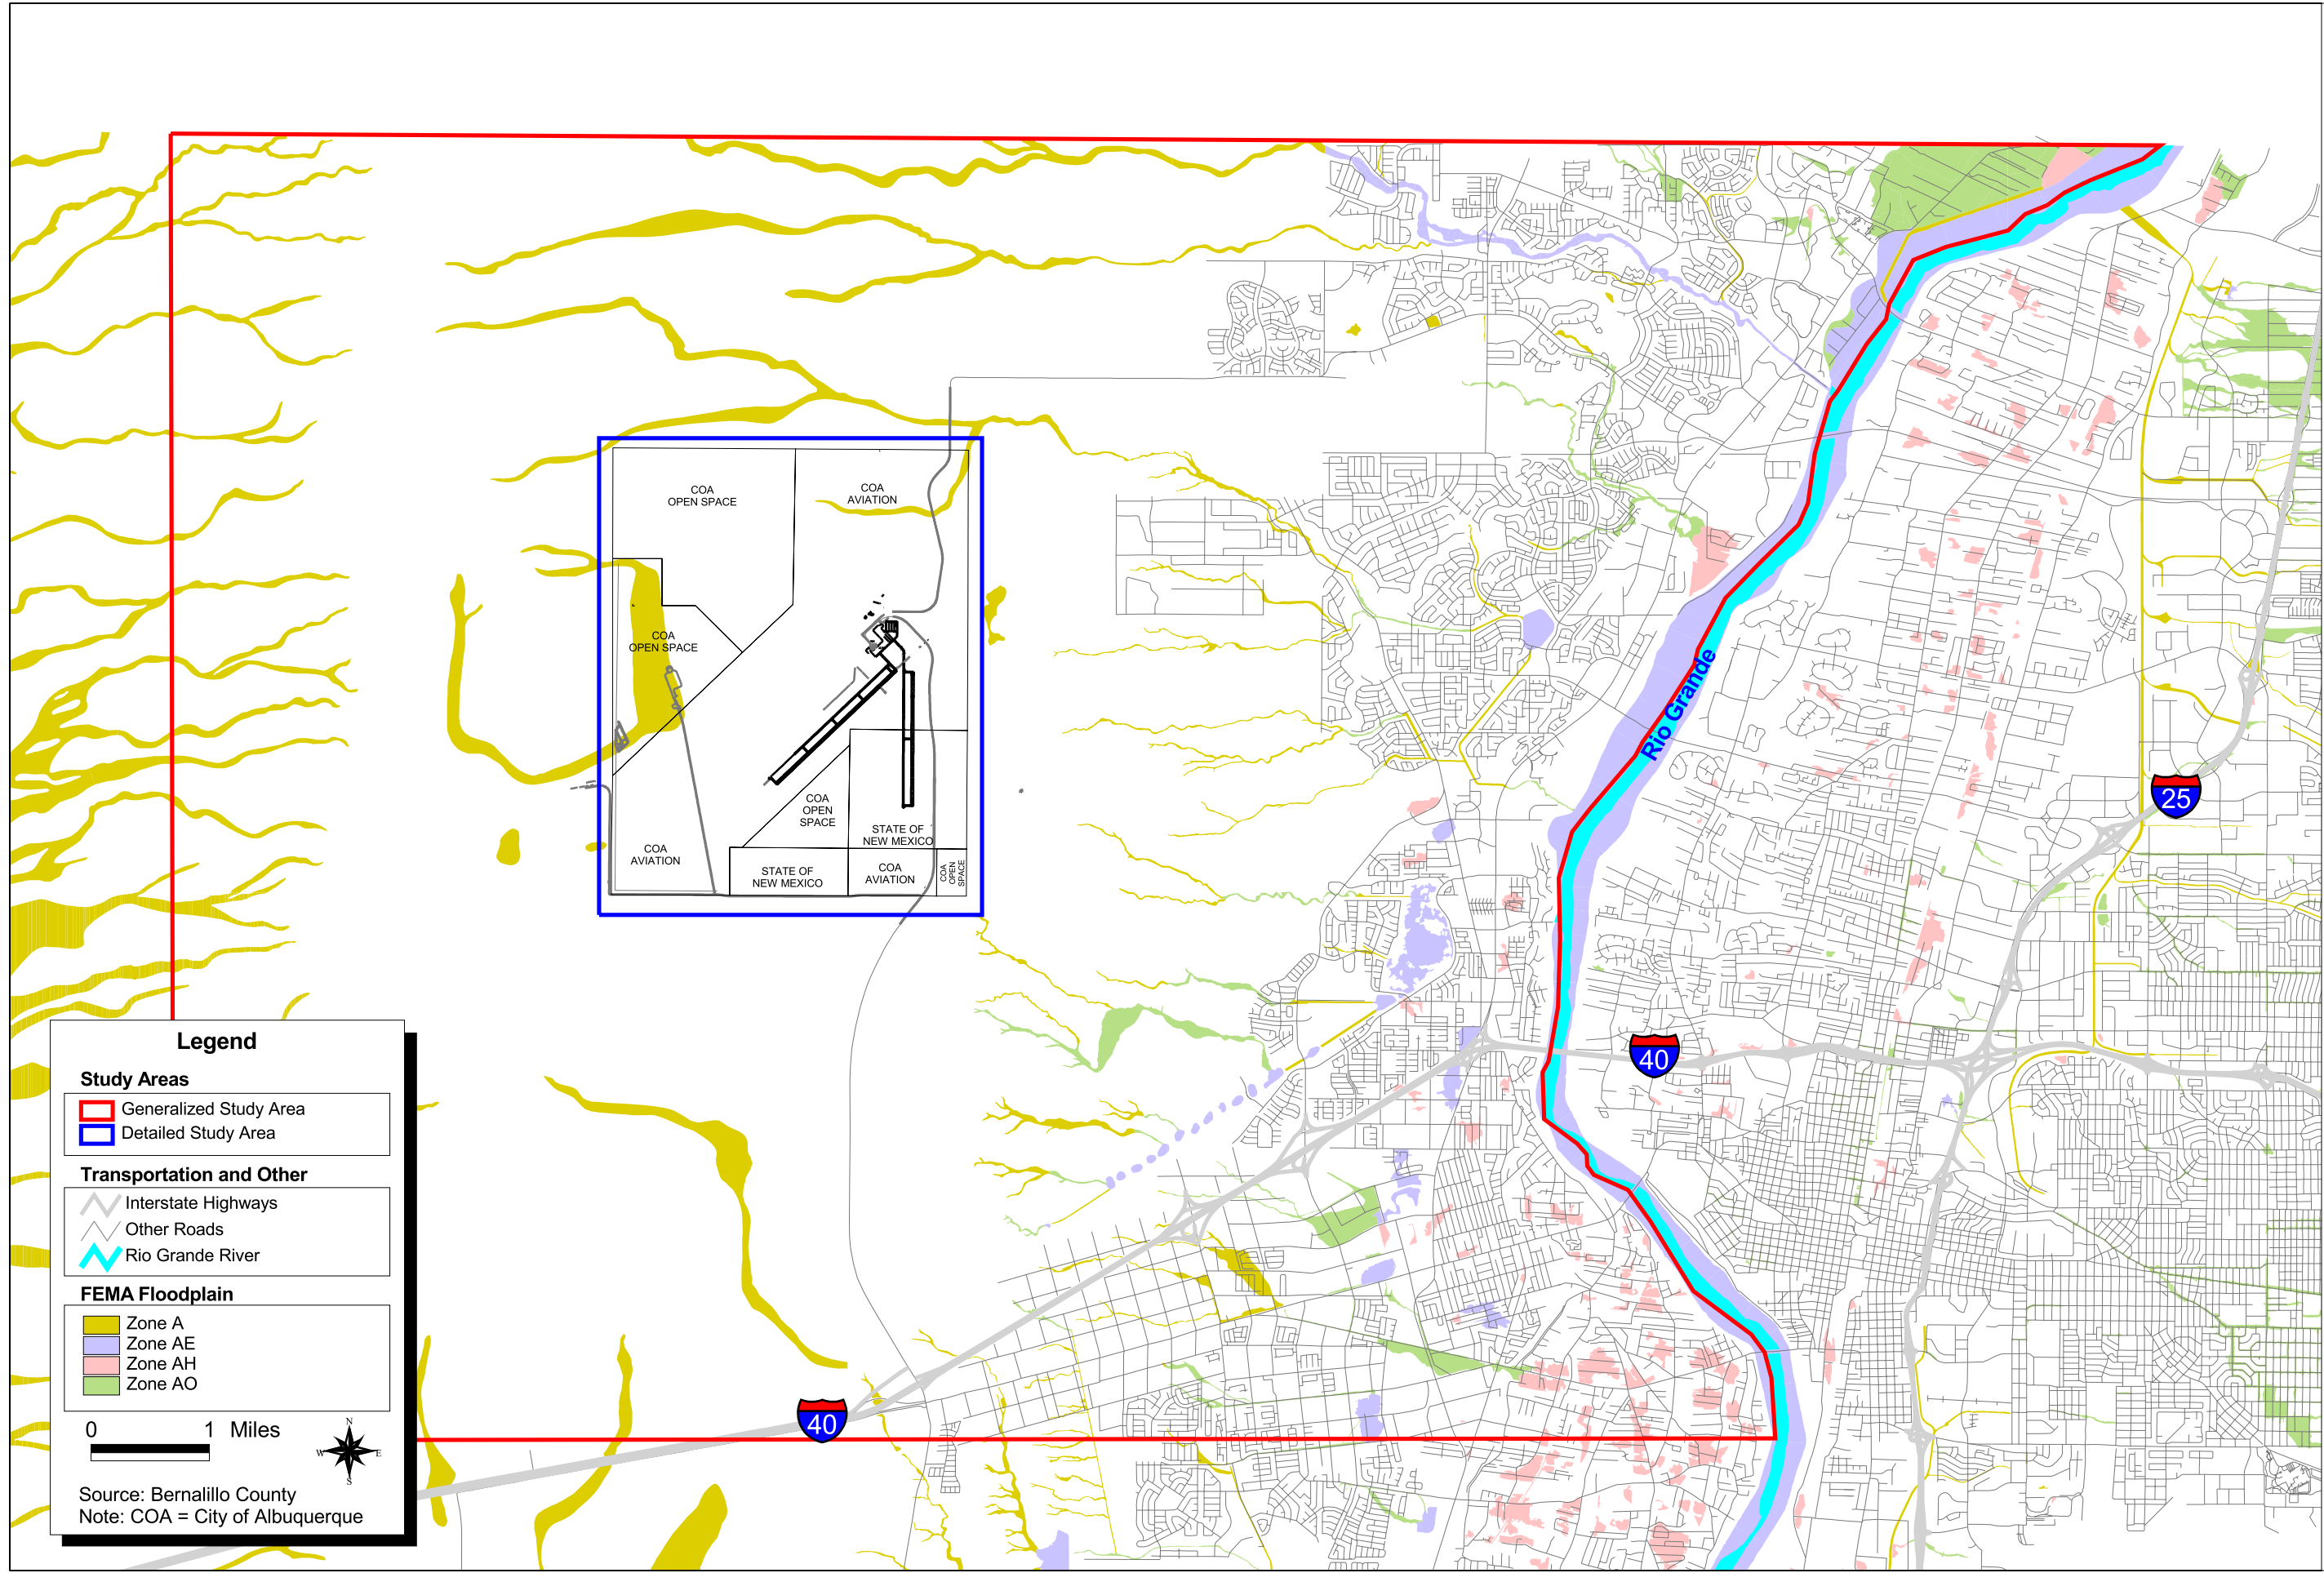 COA
OPEN SPACE
COA
AVIATION
COA
OPEN SPACE
COA
OPEN
SPACE
STATE OF
NEW MEXICO
COA
AVIATION
STATE OF
NEW MEXICO
COA
AVIATION
COA
OPEN
SPACE
Rio Grande
25
40
40
Legend
Study Areas
Generalized Study Area
Detailed Study Area
Transportation and Other
Interstate Highways
Other Roads
Rio Grande River
FEMA Floodplain
Zone A
Zone AE
Zone AH
Zone AO
0 1 Miles
N
W E
S
Source: Bernalillo County
Note: COA = City of Albuquerque